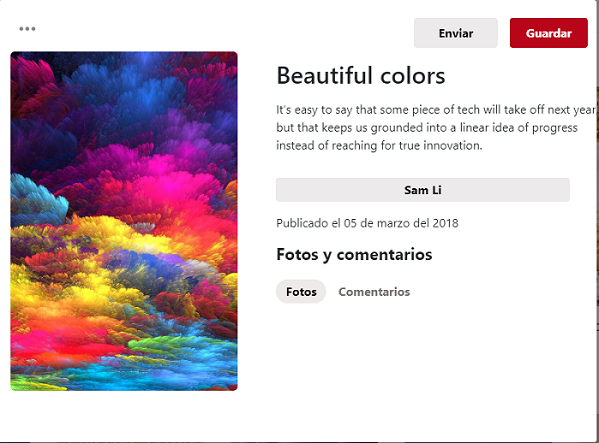 Enviar
Guardar
Beautiful colors
It's easy to say that some piece of tech will take off next year
but that keeps us grounded into a linear idea of progress
instead of reaching for true innovation.
Sam Li
Publicado el 05 de marzo del 2018
Fotos y comentarios
Fotos
Comentarios